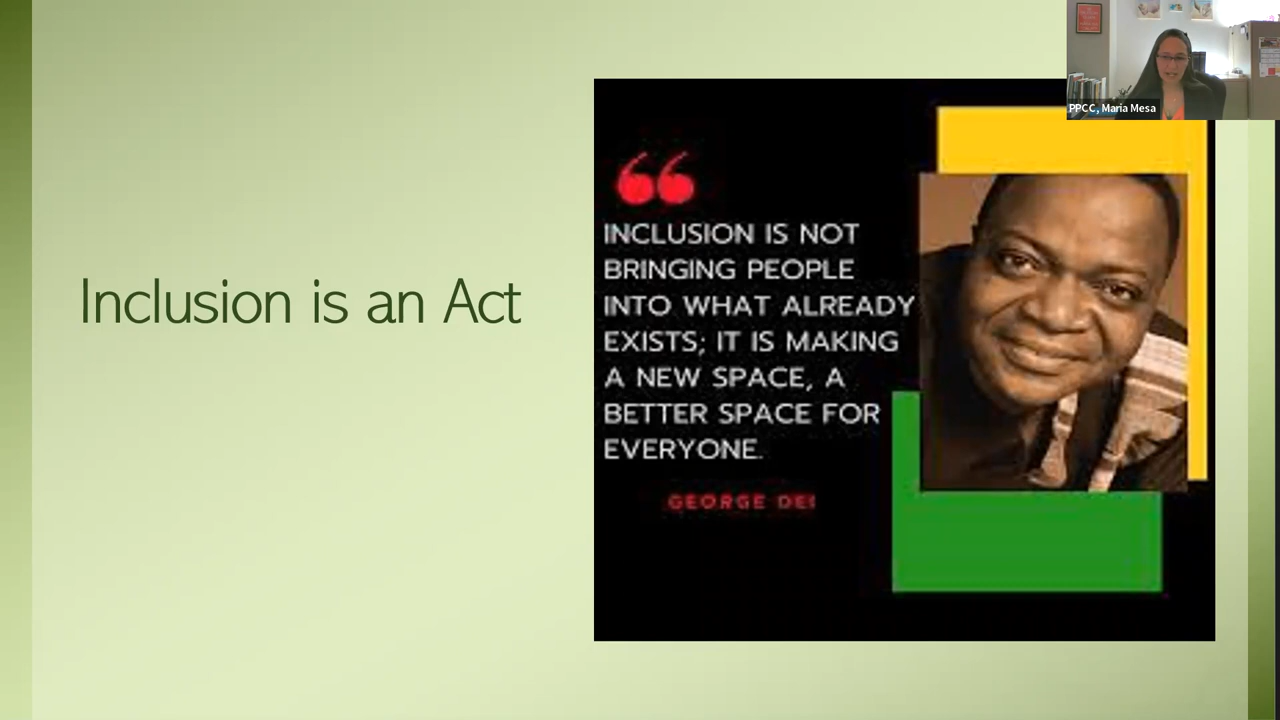 PPCC, Maria Mesa
Inclusion is an Act
“
INCLUSION IS NOT
BRINGING PEOPLE
INTO WHAT ALREADY
EXISTS; IT IS MAKING
A NEW SPACE, A
BETTER SPACE FOR
EVERYONE.
GEORGE DEI